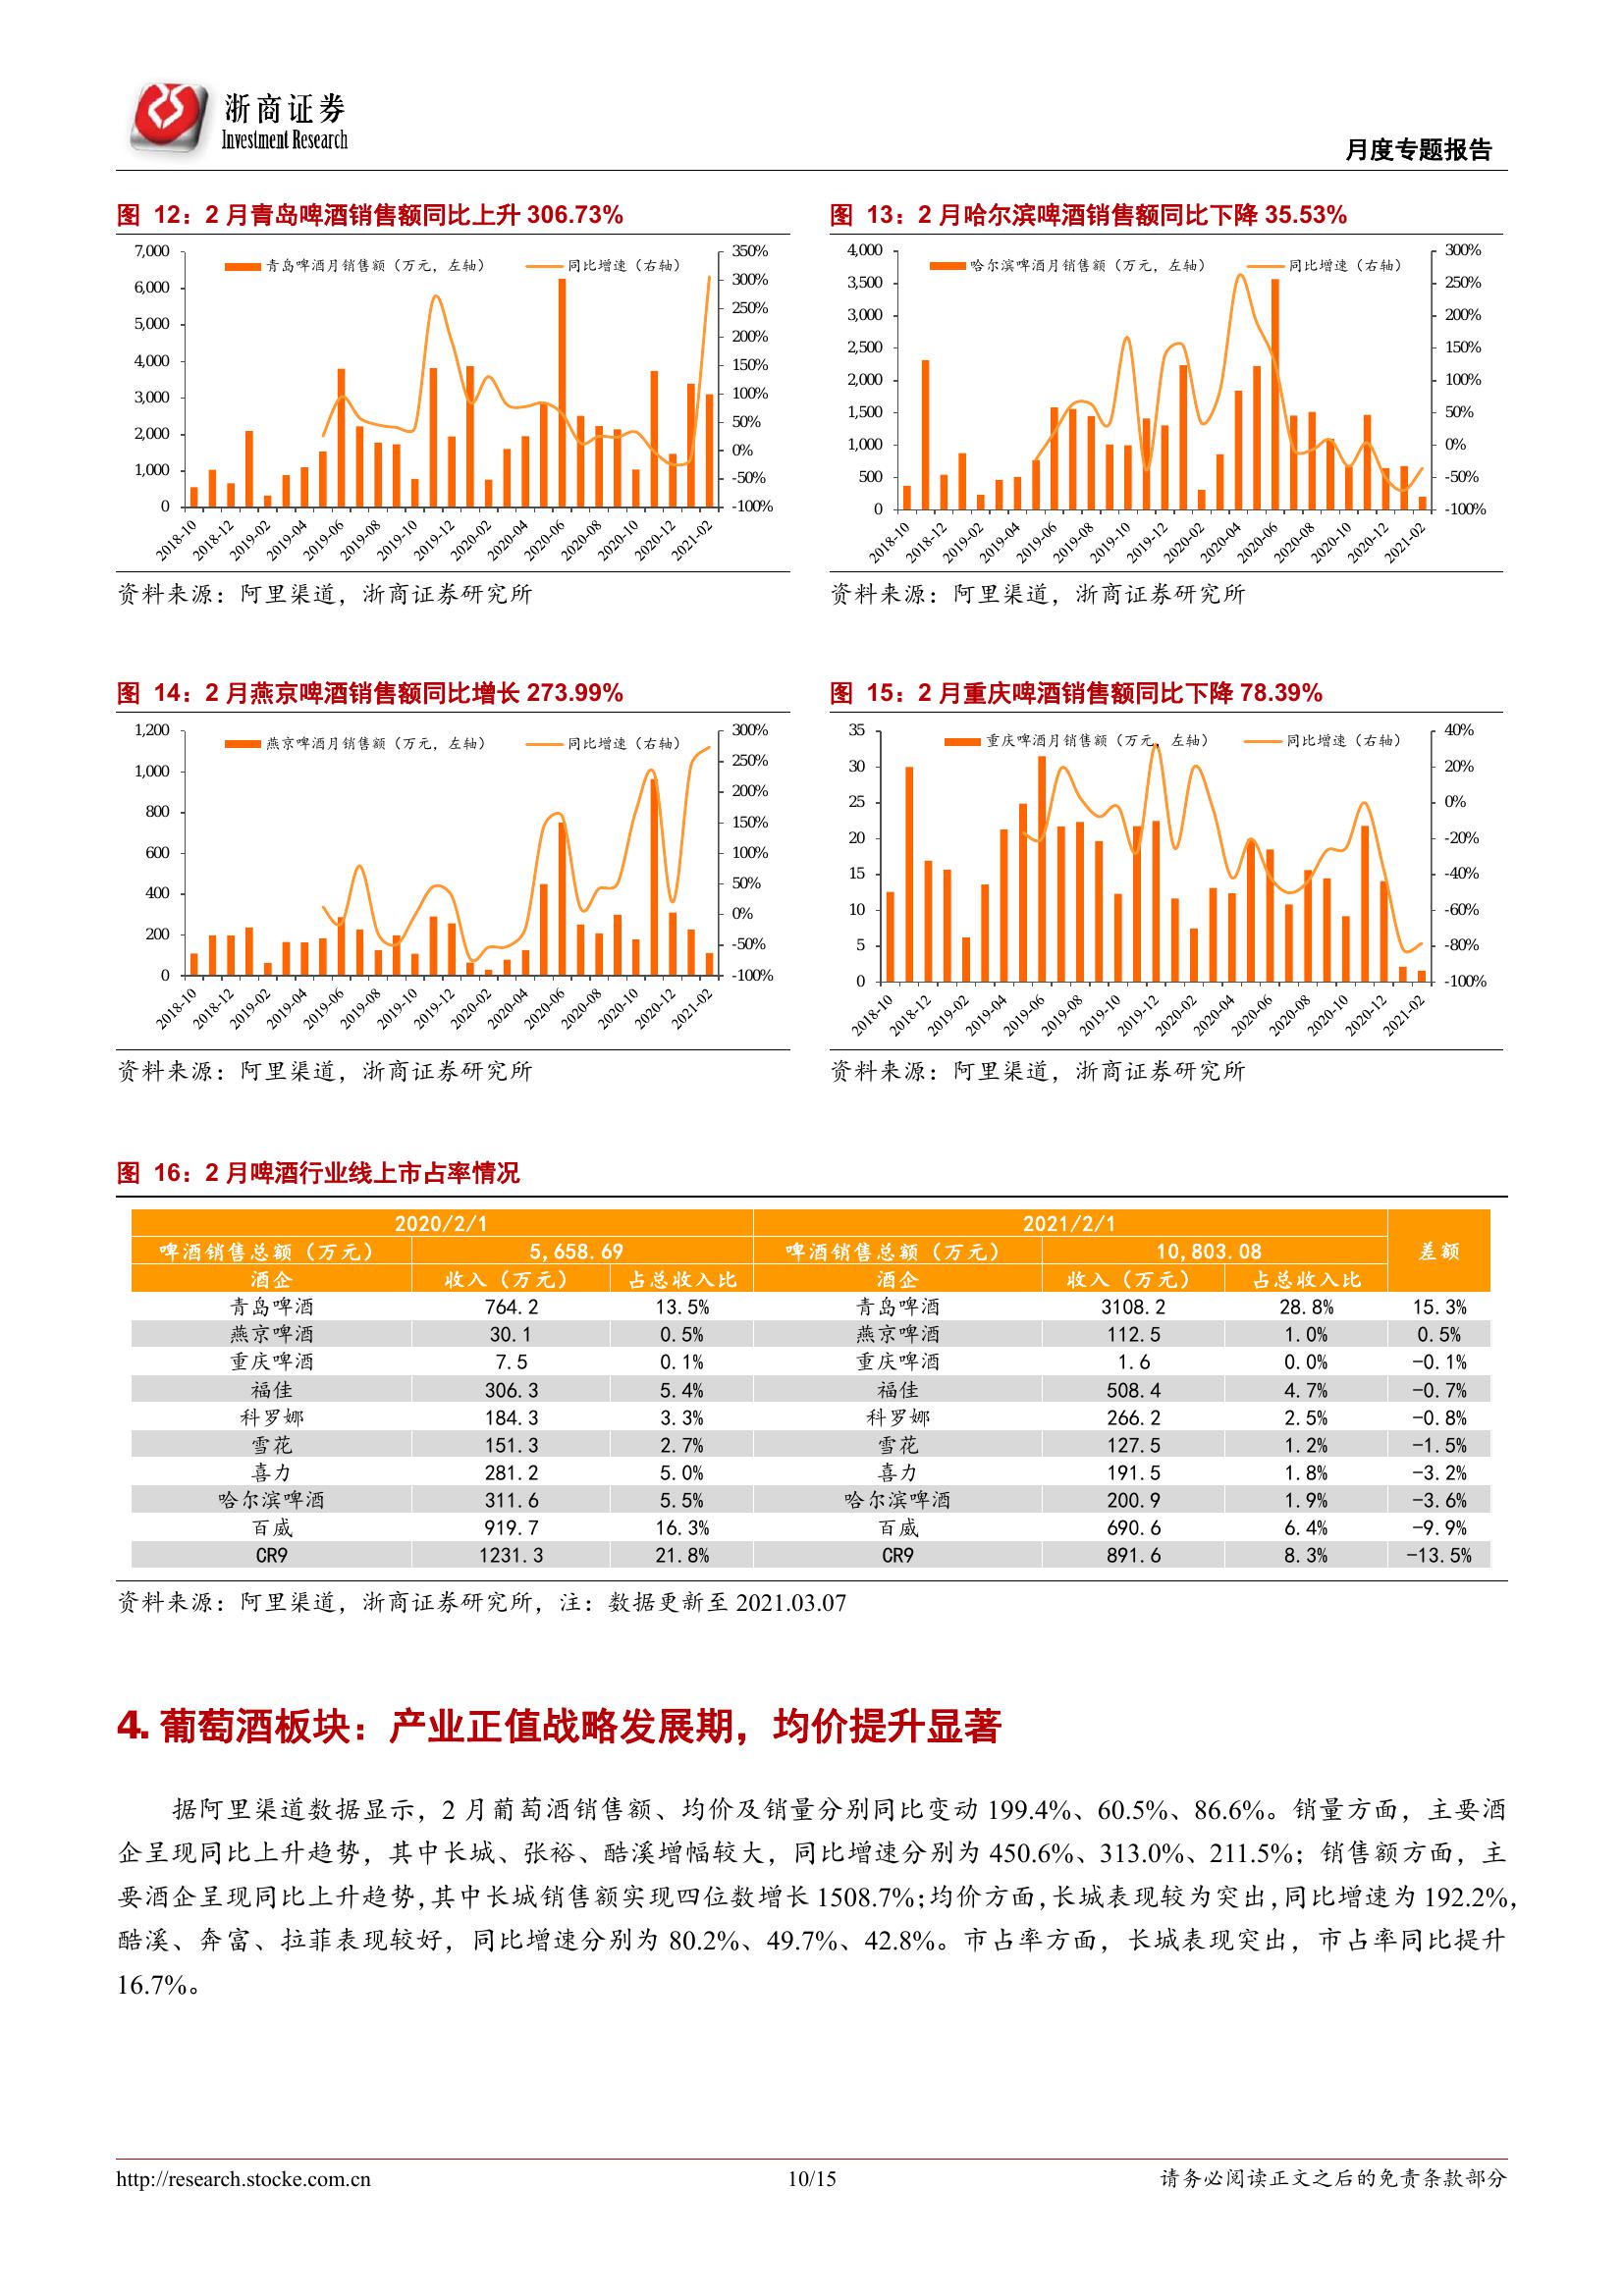 浙商证券
Investment Research
月度专题报告
图 12：2 月青岛啤酒销售额同比上升 306.73%
青岛啤酒月销售额（万元，左轴） 同比增速（右轴）
7,000
6,000
5,000
4,000
3,000
2,000
1,000
0
350%
300%
250%
200%
150%
100%
50%
0%
-50%
-100%
2018-10 2018-12 2019-02 2019-04 2019-06 2019-08 2019-10 2019-12 2020-02 2020-04 2020-06 2020-08 2020-10 2020-12 2021-02
资料来源：阿里渠道，浙商证券研究所
图 13：2 月哈尔滨啤酒销售额同比下降 35.53%
哈尔滨啤酒月销售额（万元，左轴） 同比增速（右轴）
4,000
3,500
3,000
2,500
2,000
1,500
1,000
500
0
300%
250%
200%
150%
100%
50%
0%
-50%
-100%
2018-10 2018-12 2019-02 2019-04 2019-06 2019-08 2019-10 2019-12 2020-02 2020-04 2020-06 2020-08 2020-10 2020-12 2021-02
资料来源：阿里渠道，浙商证券研究所
图 14：2 月燕京啤酒销售额同比增长 273.99%
燕京啤酒月销售额（万元，左轴） 同比增速（右轴）
1,200
1,000
800
600
400
200
0
300%
250%
200%
150%
100%
50%
0%
-50%
-100%
2018-10 2018-12 2019-02 2019-04 2019-06 2019-08 2019-10 2019-12 2020-02 2020-04 2020-06 2020-08 2020-10 2020-12 2021-02
资料来源：阿里渠道，浙商证券研究所
图 15：2 月重庆啤酒销售额同比下降 78.39%
重庆啤酒月销售额（万元，左轴） 同比增速（右轴）
35
30
25
20
15
10
5
0
40%
20%
0%
-20%
-40%
-60%
-80%
-100%
2018-10 2018-12 2019-02 2019-04 2019-06 2019-08 2019-10 2019-12 2020-02 2020-04 2020-06 2020-08 2020-10 2020-12 2021-02
资料来源：阿里渠道，浙商证券研究所
图 16：2 月啤酒行业线上市占率情况
2020/2/1 2021/2/1 差额
啤酒销售总额（万元） 5,658.69 啤酒销售总额（万元） 10,803.08
酒企 收入（万元） 占总收入比 酒企 收入（万元） 占总收入比
青岛啤酒 764.2 13.5% 青岛啤酒 3108.2 28.8% 15.3%
燕京啤酒 30.1 0.5% 燕京啤酒 112.5 1.0% 0.5%
重庆啤酒 7.5 0.1% 重庆啤酒 1.6 0.0% -0.1%
福佳 306.3 5.4% 福佳 508.4 4.7% -0.7%
科罗娜 184.3 3.3% 科罗娜 266.2 2.5% -0.8%
雪花 151.3 2.7% 雪花 127.5 1.2% -1.5%
喜力 281.2 5.0% 喜力 191.5 1.8% -3.2%
哈尔滨啤酒 311.6 5.5% 哈尔滨啤酒 200.9 1.9% -3.6%
百威 919.7 16.3% 百威 690.6 6.4% -9.9%
CR9 1231.3 21.8% CR9 891.6 8.3% -13.5%
资料来源：阿里渠道，浙商证券研究所，注：数据更新至 2021.03.07
4. 葡萄酒板块：产业正值战略发展期，均价提升显著
据阿里渠道数据显示，2 月葡萄酒销售额、均价及销量分别同比变动 199.4%、60.5%、86.6%。销量方面，主要酒
企呈现同比上升趋势，其中长城、张裕、酷溪增幅较大，同比增速分别为 450.6%、313.0%、211.5%；销售额方面，主
要酒企呈现同比上升趋势,其中长城销售额实现四位数增长 1508.7%;均价方面,长城表现较为突出,同比增速为 192.2%,
酷溪、奔富、拉菲表现较好，同比增速分别为 80.2%、49.7%、42.8%。市占率方面，长城表现突出，市占率同比提升
16.7%。
http://research.stocke.com.cn
10/15
请务必阅读正文之后的免责条款部分